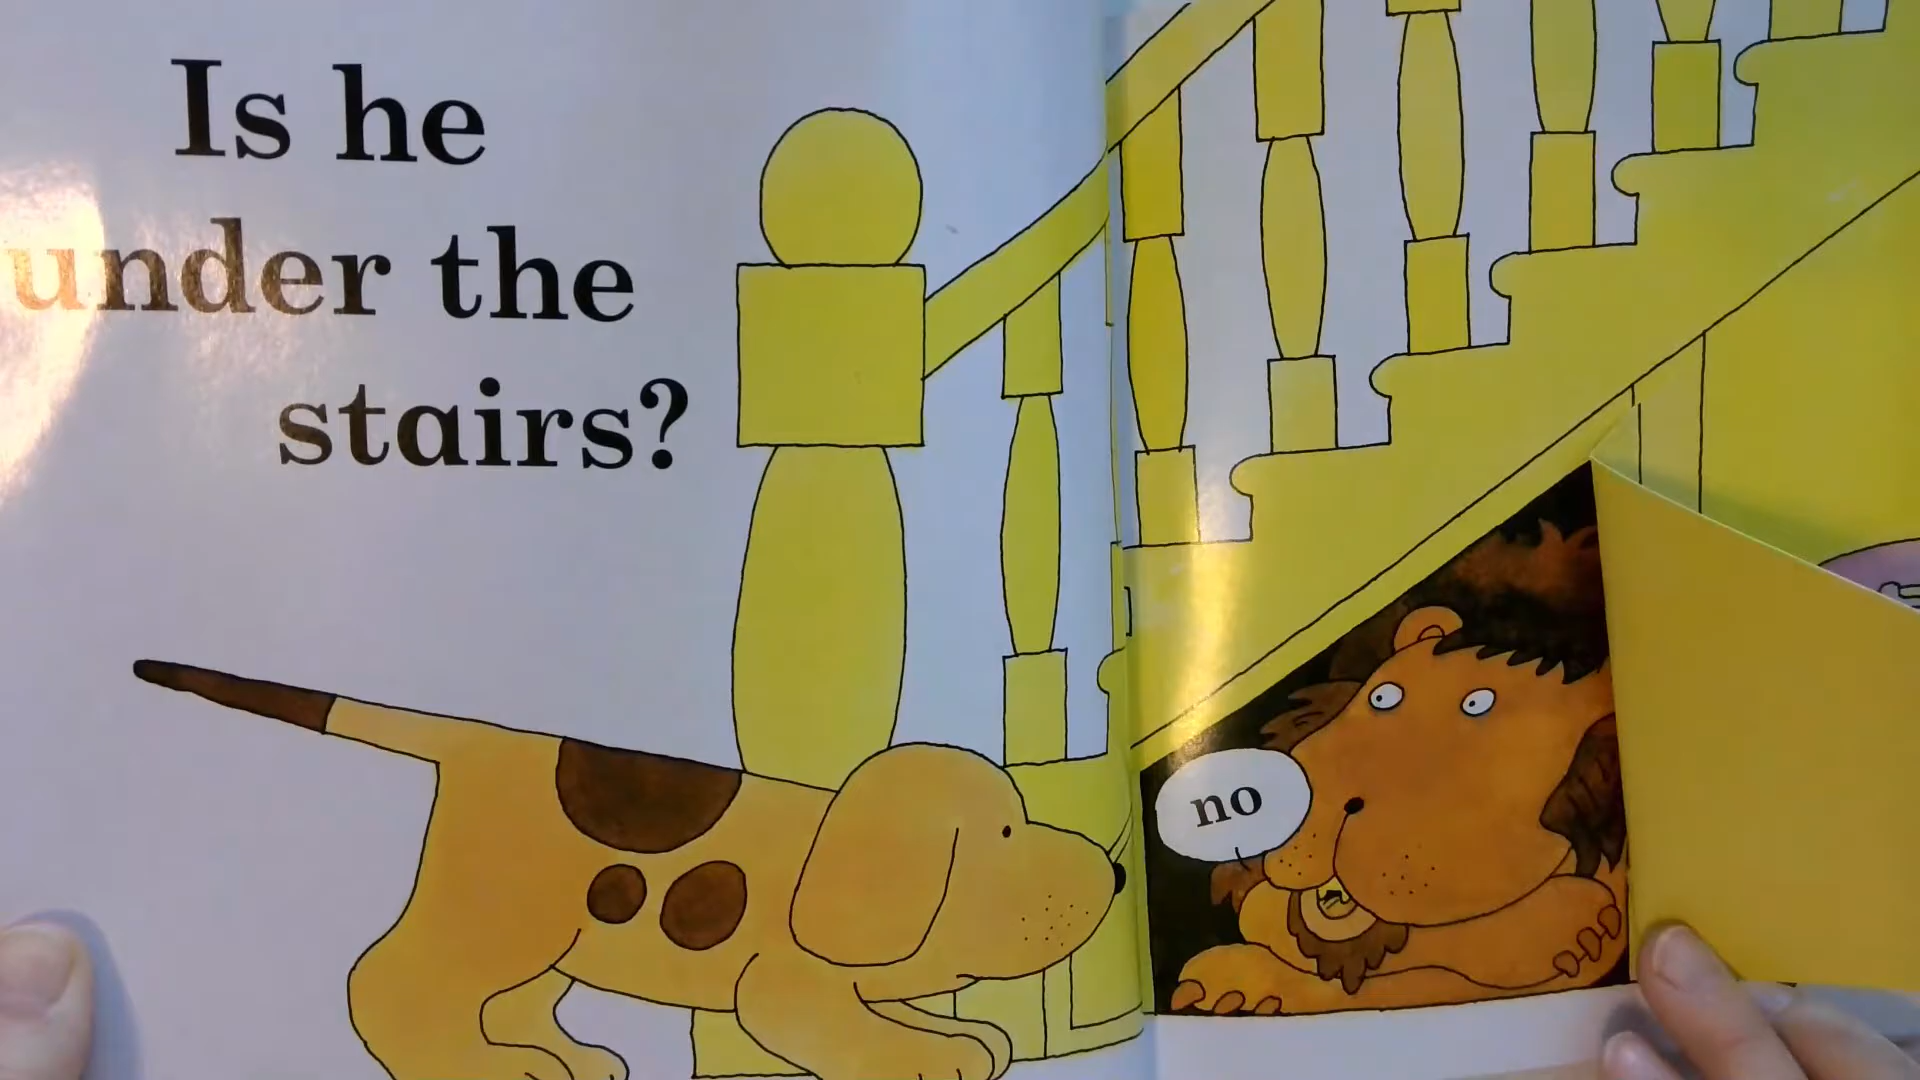 Is he
under the
stairs?
no